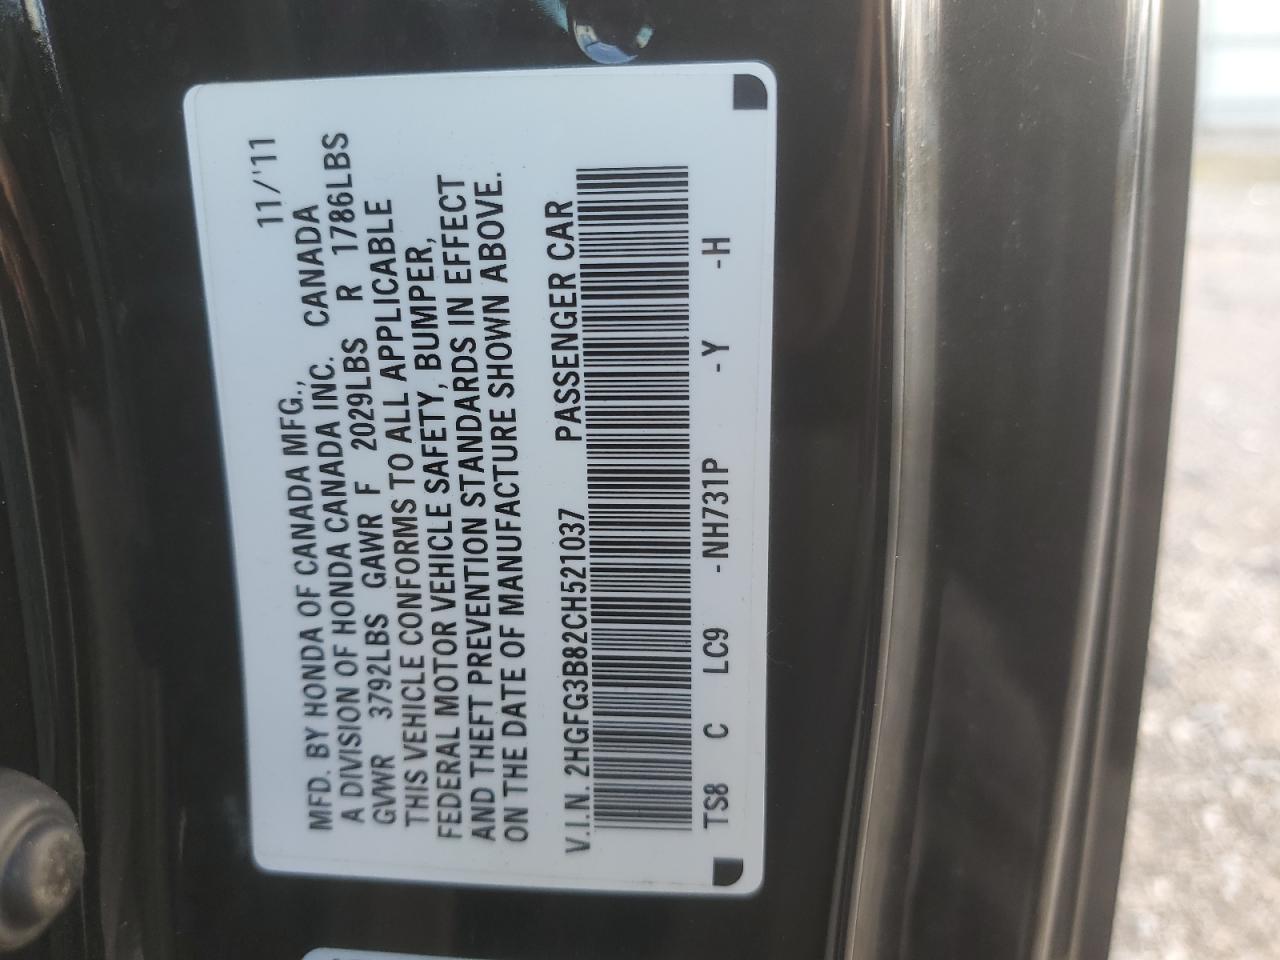 11/'11
MFD. BY HONDA OF CANADA MFG.,
A DIVISION OF HONDA CANADA INC. CANADA
GVWR 3792LBS GAWR F 2029LBS R 1786LBS
THIS VEHICLE CONFORMS TO ALL APPLICABLE
FEDERAL MOTOR VEHICLE SAFETY, BUMPER,
AND THEFT PREVENTION STANDARDS IN EFFECT
ON THE DATE OF MANUFACTURE SHOWN ABOVE.
V.I.N. 2HGFG3B82CH521037 PASSENGER CAR
TS8 C LC9 -NH731P -Y -H